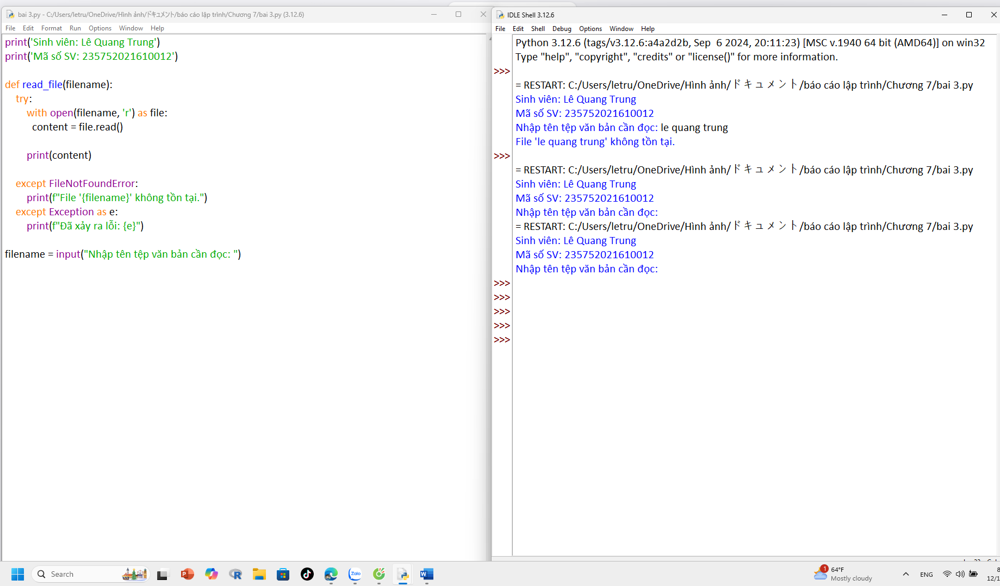 bai 3.py - C:/Users/letru/OneDrive/Hình ảnh/ドキュメント/báo cáo lập trình/Chương 7/bai 3.py (3.12.6)
File Edit Format Run Options Window Help
print('Sinh viên: Lê Quang Trung')
print('Mã số SV: 235752021610012')
def read_file(filename):
try:
with open(filename, 'r') as file:
content = file.read()
print(content)
except FileNotFoundError:
print(f"File '{filename}' không tồn tại.")
except Exception as e:
print(f"Đã xảy ra lỗi: {e}")
filename = input("Nhập tên tệp văn bản cần đọc: ")
IDLE Shell 3.12.6
File Edit Shell Debug Options Window Help
Python 3.12.6 (tags/v3.12.6:a4a2d2b, Sep  6 2024, 20:11:23) [MSC v.1940 64 bit (AMD64)] on win32
Type "help", "copyright", "credits" or "license()" for more information.
>>>
= RESTART: C:/Users/letru/OneDrive/Hình ảnh/ドキュメント/báo cáo lập trình/Chương 7/bai 3.py
Sinh viên: Lê Quang Trung
Mã số SV: 235752021610012
Nhập tên tệp văn bản cần đọc: le quang trung
File 'le quang trung' không tồn tại.
>>>
= RESTART: C:/Users/letru/OneDrive/Hình ảnh/ドキュメント/báo cáo lập trình/Chương 7/bai 3.py
Sinh viên: Lê Quang Trung
Mã số SV: 235752021610012
Nhập tên tệp văn bản cần đọc:
= RESTART: C:/Users/letru/OneDrive/Hình ảnh/ドキュメント/báo cáo lập trình/Chương 7/bai 3.py
Sinh viên: Lê Quang Trung
Mã số SV: 235752021610012
Nhập tên tệp văn bản cần đọc:
>>>
>>>
>>>
>>>
>>>
Search
P
R
Zalo
W
1
64°F
Mostly cloudy
ENG
8
12/1